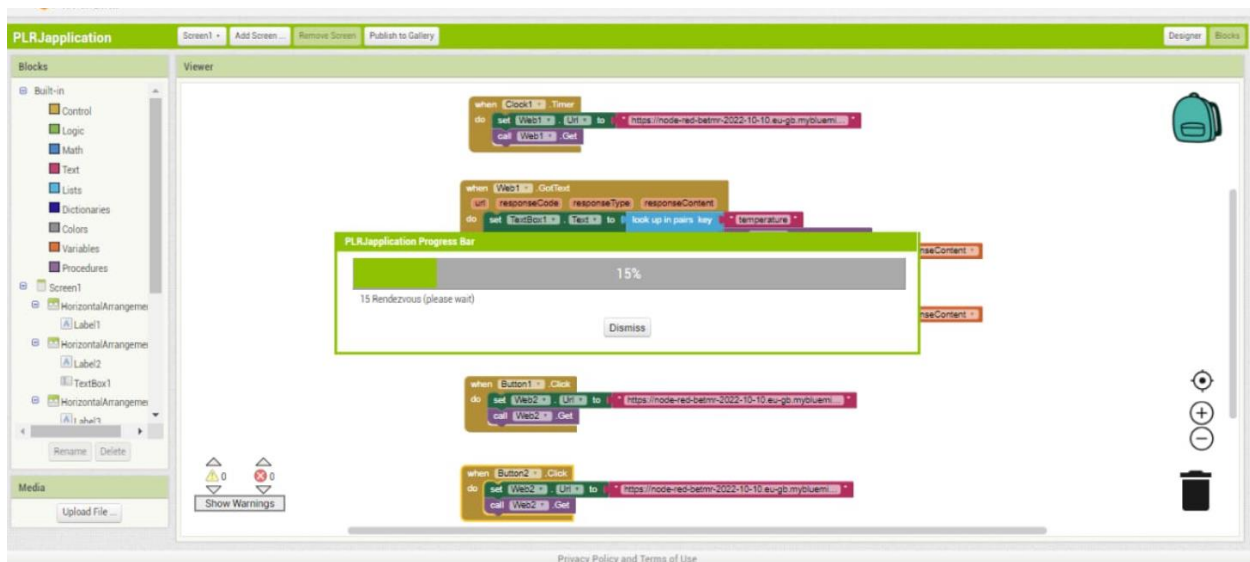 PLRJapplication
Screen1 Add Screen ... Remove Screen Publish to Gallery
Designer Blocks
Blocks
Built-in
Control
Logic
Math
Text
Lists
Dictionaries
Colors
Variables
Procedures
Screen1
HorizontalArrangemer
Label1
HorizontalArrangemer
Label2
TextBox1
HorizontalArrangemer
Label3
Rename Delete
Media
Upload File ...
Viewer
when Clock1 .Timer
do set Web1 . Url to " https://node-red-betmr-2022-10-10.eu-gb.mybluemi... "
call Web1 .Get
when Web1 .GotText
url responseCode responseType responseContent
do set TextBox1 . Text to look up in pairs key " temperature "
nseContent
nseContent
PLRJapplication Progress Bar
15%
15 Rendezvous (please wait)
Dismiss
when Button1 .Click
do set Web2 . Url to " https://node-red-betmr-2022-10-10.eu-gb.mybluemi... "
call Web2 .Get
when Button2 .Click
do set Web2 . Url to " https://node-red-betmr-2022-10-10.eu-gb.mybluemi... "
call Web2 .Get
0 0
Show Warnings
Privacy Policy and Terms of Use